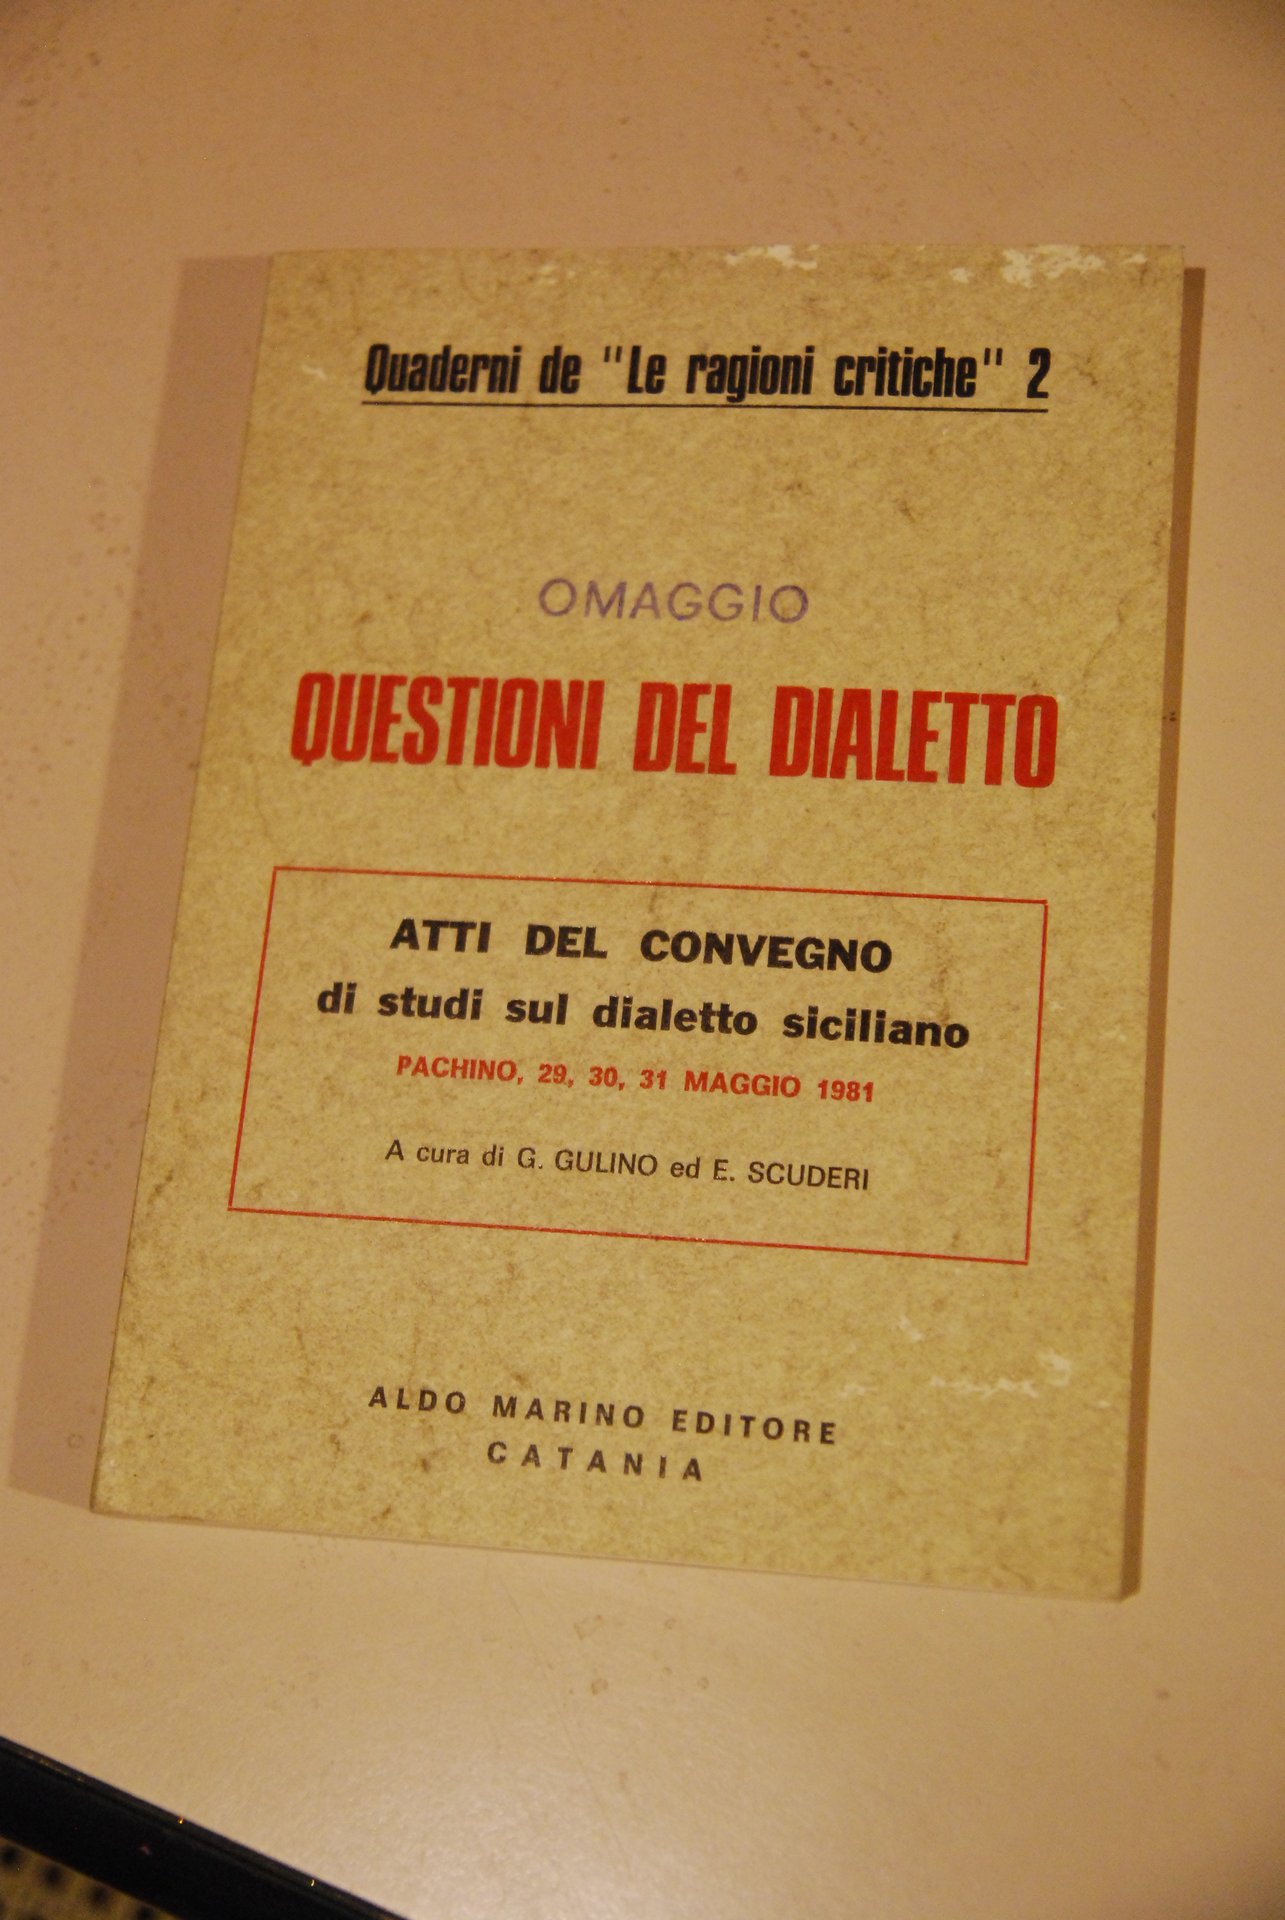 Quaderni de "Le ragioni critiche" 2
OMAGGIO
QUESTIONI DEL DIALETTO
ATTI DEL CONVEGNO
di studi sul dialetto siciliano
PACHINO, 29, 30, 31 MAGGIO 1981
A cura di G. GULINO ed E. SCUDERI
ALDO MARINO EDITORE
CATANIA